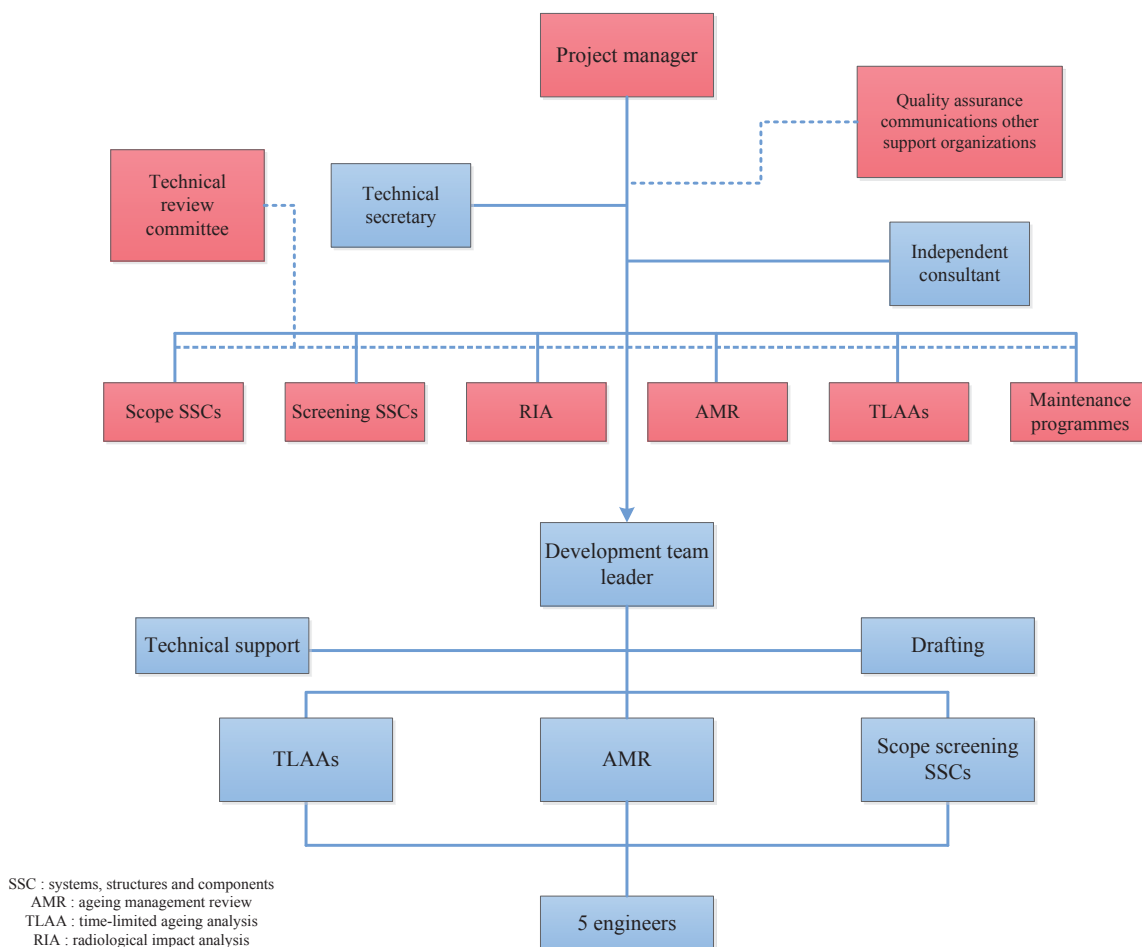 Project manager
Quality assurance
communications other
support organizations
Technical
review
committee
Technical
secretary
Independent
consultant
Scope SSCs
Screening SSCs
RIA
AMR
TLAAs
Maintenance
programmes
Development team
leader
Technical support
Drafting
TLAAs
AMR
Scope screening
SSCs
5 engineers
SSC : systems, structures and components
AMR : ageing management review
TLAA : time-limited ageing analysis
RIA : radiological impact analysis